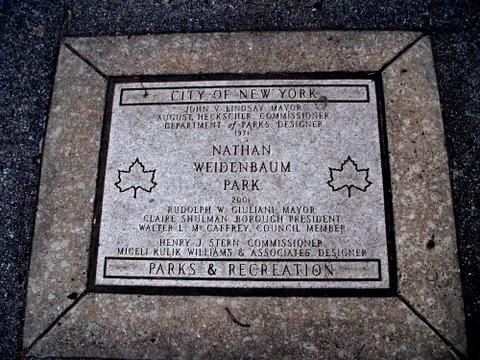 CITY OF NEW YORK
JOHN V. LINDSAY MAYOR
AUGUST HECKSCHER, COMMISSIONER
DEPARTMENT of PARKS DESIGNER
1971
NATHAN
WEIDENBAUM
PARK
2001
RUDOLPH W. GIULIANI, MAYOR
CLAIRE SHULMAN, BOROUGH PRESIDENT
WALTER L. McCAFFREY, COUNCIL MEMBER
HENRY J. STERN COMMISSIONER
MICELI KULIK WILLIAMS & ASSOCIATES, DESIGNER
PARKS & RECREATION